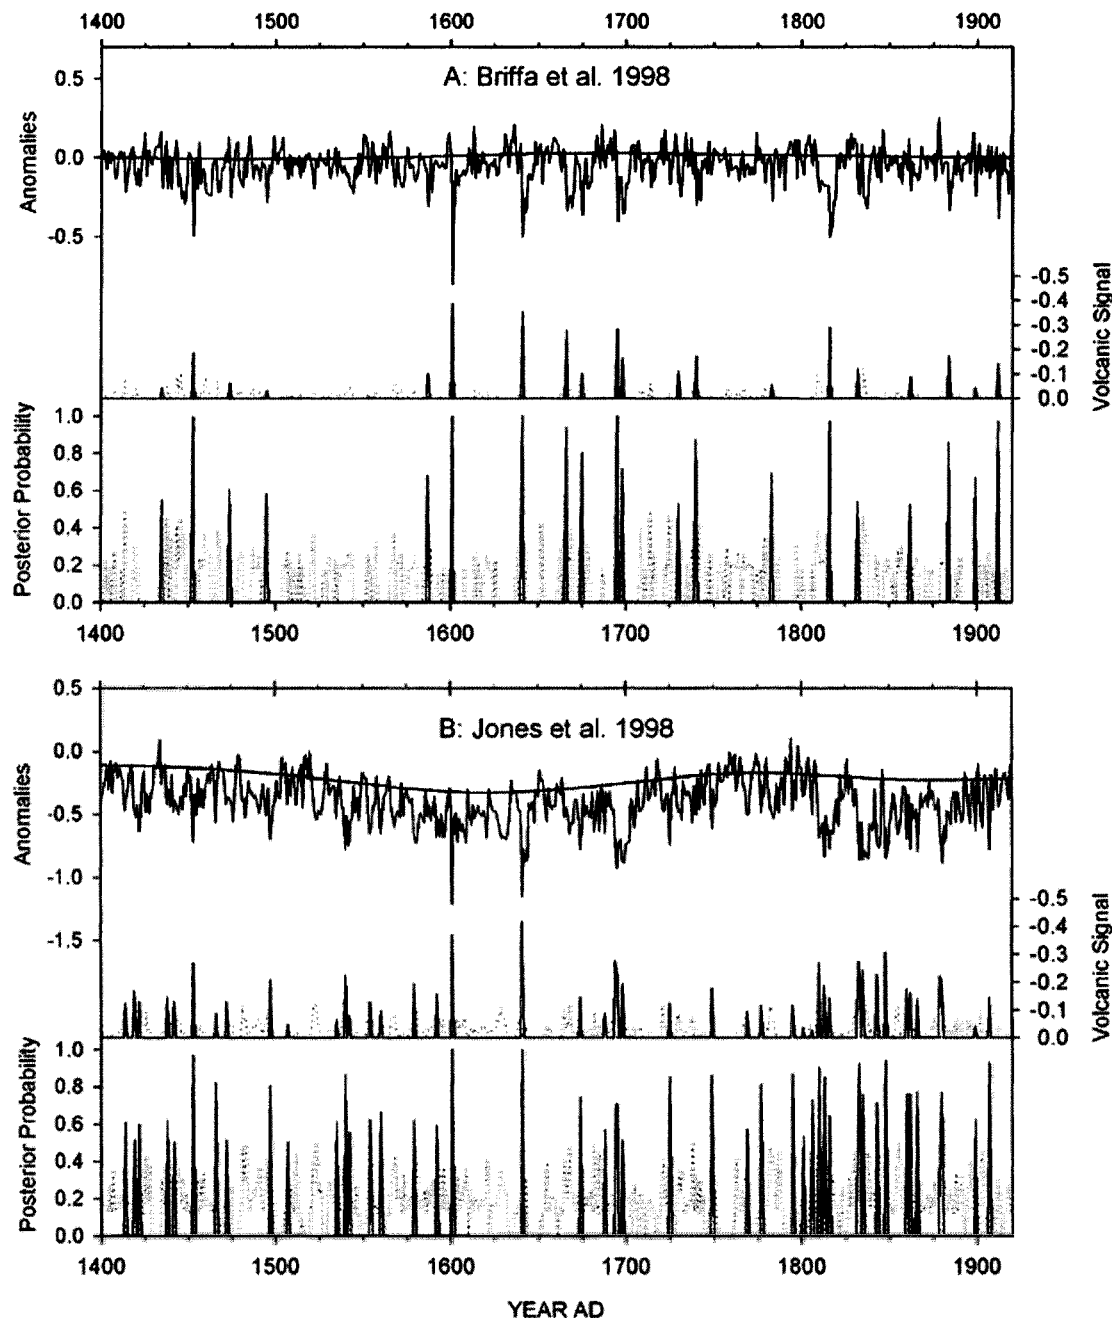 1400 1500 1600 1700 1800 1900
A: Briffa et al. 1998
Anomalies
0.5
0.0
-0.5
Volcanic Signal
-0.5
-0.4
-0.3
-0.2
-0.1
0.0
Posterior Probability
1.0
0.8
0.6
0.4
0.2
0.0
1400 1500 1600 1700 1800 1900
B: Jones et al. 1998
Anomalies
0.5
0.0
-0.5
-1.0
-1.5
Volcanic Signal
-0.5
-0.4
-0.3
-0.2
-0.1
0.0
Posterior Probability
1.0
0.8
0.6
0.4
0.2
0.0
1400 1500 1600 1700 1800 1900
YEAR AD